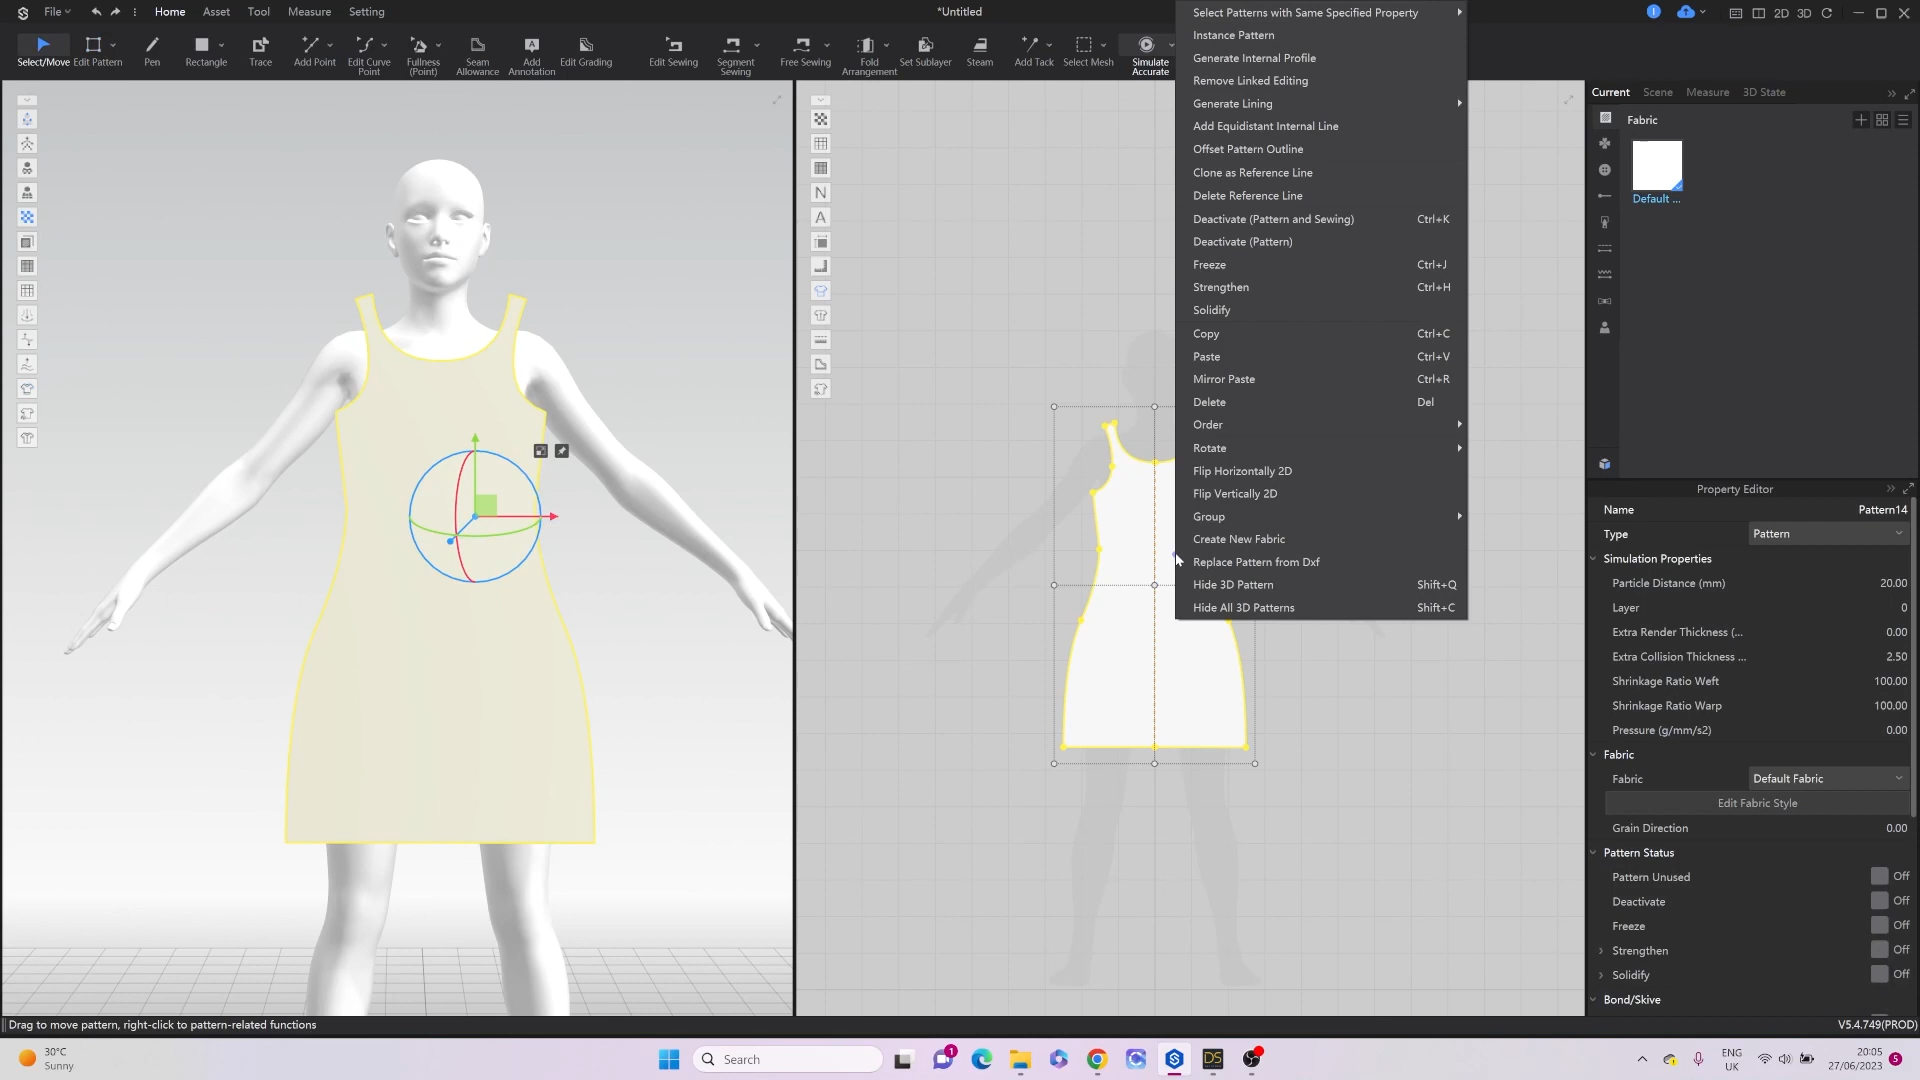 File
Home
Asset
Tool
Measure
Setting
*Untitled
2D
3D
Select/Move
Edit Pattern
Pen
Rectangle
Trace
Add Point
Edit Curve
Point
Fullness
(Point)
Seam
Allowance
Add
Annotation
Edit Grading
Edit Sewing
Segment
Sewing
Free Sewing
Fold
Arrangement
Set Sublayer
Steam
Add Tack
Select Mesh
Simulate
Accurate
Select Patterns with Same Specified Property
Instance Pattern
Generate Internal Profile
Remove Linked Editing
Generate Lining
Add Equidistant Internal Line
Offset Pattern Outline
Clone as Reference Line
Delete Reference Line
Deactivate (Pattern and Sewing) Ctrl+K
Deactivate (Pattern)
Freeze Ctrl+J
Strengthen Ctrl+H
Solidify
Copy Ctrl+C
Paste Ctrl+V
Mirror Paste Ctrl+R
Delete Del
Order
Rotate
Flip Horizontally 2D
Flip Vertically 2D
Group
Create New Fabric
Replace Pattern from Dxf
Hide 3D Pattern Shift+Q
Hide All 3D Patterns Shift+C
Current Scene Measure 3D State
Fabric
Default ...
Property Editor
Name Pattern14
Type Pattern
Simulation Properties
Particle Distance (mm) 20.00
Layer 0
Extra Render Thickness (... 0.00
Extra Collision Thickness ... 2.50
Shrinkage Ratio Weft 100.00
Shrinkage Ratio Warp 100.00
Pressure (g/mm/s2) 0.00
Fabric
Fabric Default Fabric
Edit Fabric Style
Grain Direction 0.00
Pattern Status
Pattern Unused Off
Deactivate Off
Freeze Off
Strengthen Off
Solidify Off
Bond/Skive
Drag to move pattern, right-click to pattern-related functions
V5.4.749(PROD)
30°C
Sunny
Search
1
DS
ENG
UK
20:05
27/06/2023
5